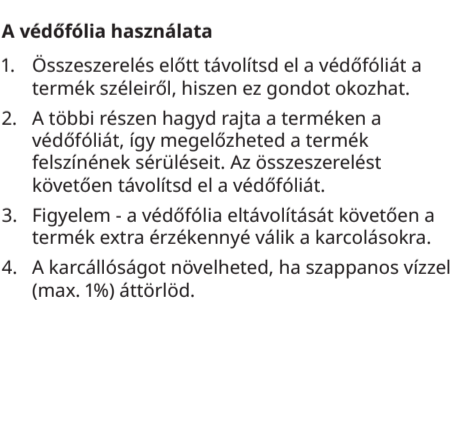 A védőfólia használata
1. Összeszerelés előtt távolítsd el a védőfóliát a
termék széleiről, hiszen ez gondot okozhat.
2. A többi részen hagyd rajta a terméken a
védőfóliát, így megelőzheted a termék
felszínének sérüléseit. Az összeszerelést
követően távolítsd el a védőfóliát.
3. Figyelem - a védőfólia eltávolítását követően a
termék extra érzékennyé válik a karcolásokra.
4. A karcállóságot növelheted, ha szappanos vízzel
(max. 1%) áttörlöd.